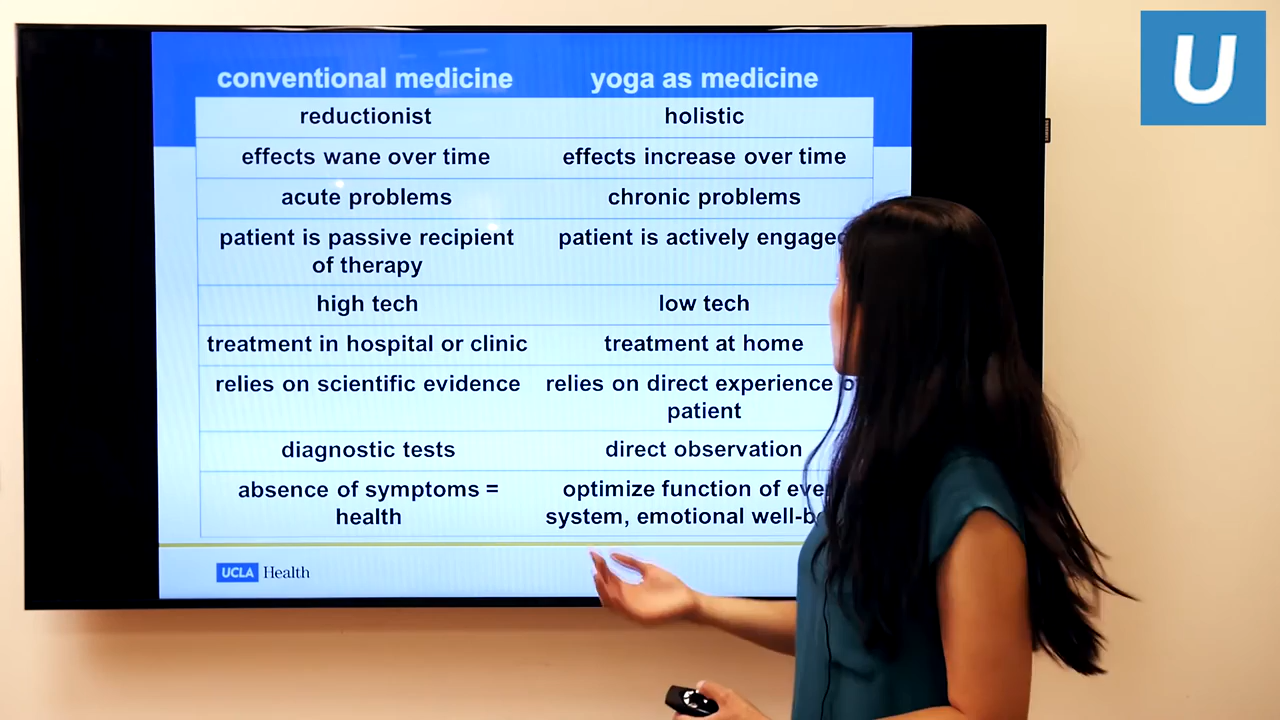 U
conventional medicine yoga as medicine
reductionist holistic
effects wane over time effects increase over time
acute problems chronic problems
patient is passive recipient patient is actively engaged
of therapy
high tech low tech
treatment in hospital or clinic treatment at home
relies on scientific evidence relies on direct experience
patient
diagnostic tests direct observation
absence of symptoms = optimize function of
health system, emotional
UCLA Health